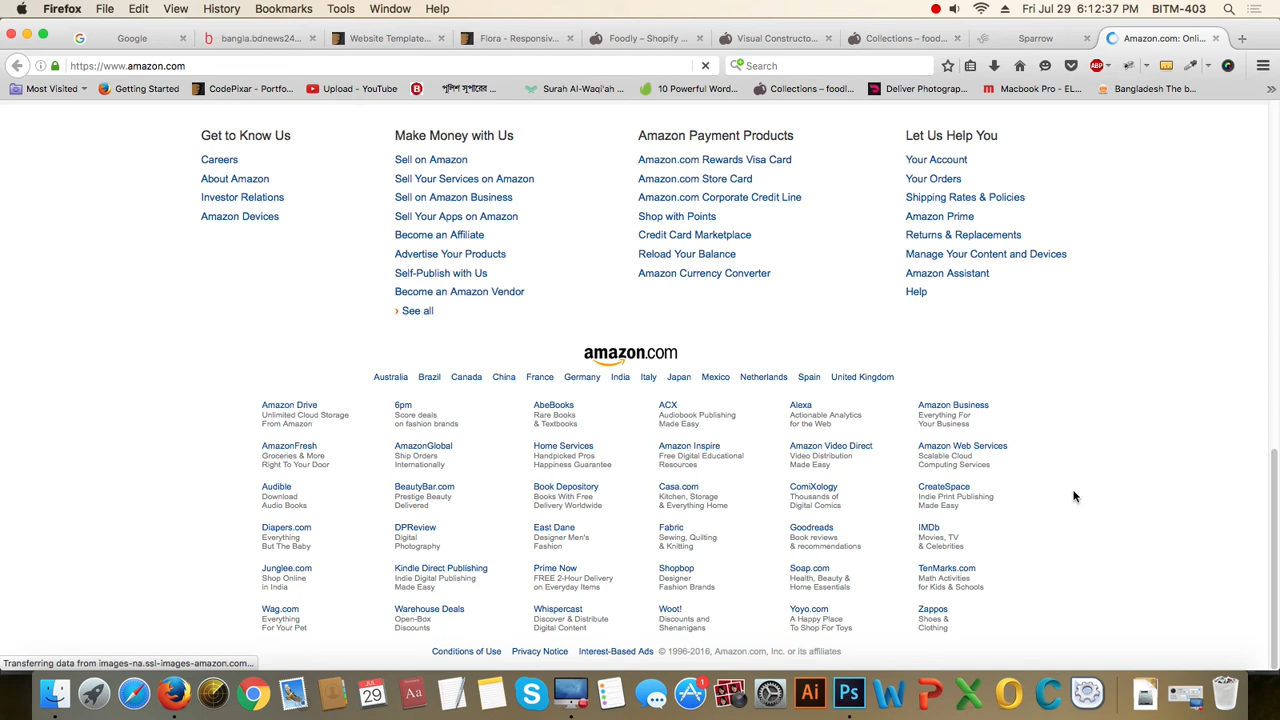 Firefox File Edit View History Bookmarks Tools Window Help Fri Jul 29 6:12:37 PM BITM-403
Google bangla.bdnews24... Website Template... Flora - Responsiv... Foodly – Shopify ... Visual Constructo... Collections – food... Sparrow Amazon.com: Onli...
https://www.amazon.com Search
Most Visited Getting Started CodePixar - Portfo... Upload - YouTube পুলিশ সুপারের ... Surah Al-Waqi'ah ... 10 Powerful Word... Collections – foodl... Deliver Photograp... Macbook Pro - EL... Bangladesh The b...
Get to Know Us Make Money with Us Amazon Payment Products Let Us Help You
Careers Sell on Amazon Amazon.com Rewards Visa Card Your Account
About Amazon Sell Your Services on Amazon Amazon.com Store Card Your Orders
Investor Relations Sell on Amazon Business Amazon.com Corporate Credit Line Shipping Rates & Policies
Amazon Devices Sell Your Apps on Amazon Shop with Points Amazon Prime
Become an Affiliate Credit Card Marketplace Returns & Replacements
Advertise Your Products Reload Your Balance Manage Your Content and Devices
Self-Publish with Us Amazon Currency Converter Amazon Assistant
Become an Amazon Vendor Help
› See all
amazon.com
Australia Brazil Canada China France Germany India Italy Japan Mexico Netherlands Spain United Kingdom
Amazon Drive 6pm AbeBooks ACX Alexa Amazon Business
Unlimited Cloud Storage Score deals Rare Books Audiobook Publishing Actionable Analytics Everything For
From Amazon on fashion brands & Textbooks Made Easy for the Web Your Business
AmazonFresh AmazonGlobal Home Services Amazon Inspire Amazon Video Direct Amazon Web Services
Groceries & More Ship Orders Handpicked Pros Free Digital Educational Video Distribution Scalable Cloud
Right To Your Door Internationally Happiness Guarantee Resources Made Easy Computing Services
Audible BeautyBar.com Book Depository Casa.com ComiXology CreateSpace
Download Prestige Beauty Books With Free Kitchen, Storage Thousands of Indie Print Publishing
Audio Books Delivered Delivery Worldwide & Everything Home Digital Comics Made Easy
Diapers.com DPReview East Dane Fabric Goodreads IMDb
Everything Digital Designer Men's Sewing, Quilting Book reviews Movies, TV
But The Baby Photography Fashion & Knitting & recommendations & Celebrities
Junglee.com Kindle Direct Publishing Prime Now Shopbop Soap.com TenMarks.com
Shop Online Indie Digital Publishing FREE 2-Hour Delivery Designer Health, Beauty & Math Activities
in India Made Easy on Everyday Items Fashion Brands Home Essentials for Kids & Schools
Wag.com Warehouse Deals Whispercast Woot! Yoyo.com Zappos
Everything Open-Box Discover & Distribute Discounts and A Happy Place Shoes &
For Your Pet Discounts Digital Content Shenanigans To Shop For Toys Clothing
Conditions of Use Privacy Notice Interest-Based Ads © 1996-2016, Amazon.com, Inc. or its affiliates
Transferring data from images-na.ssl-images-amazon.com...